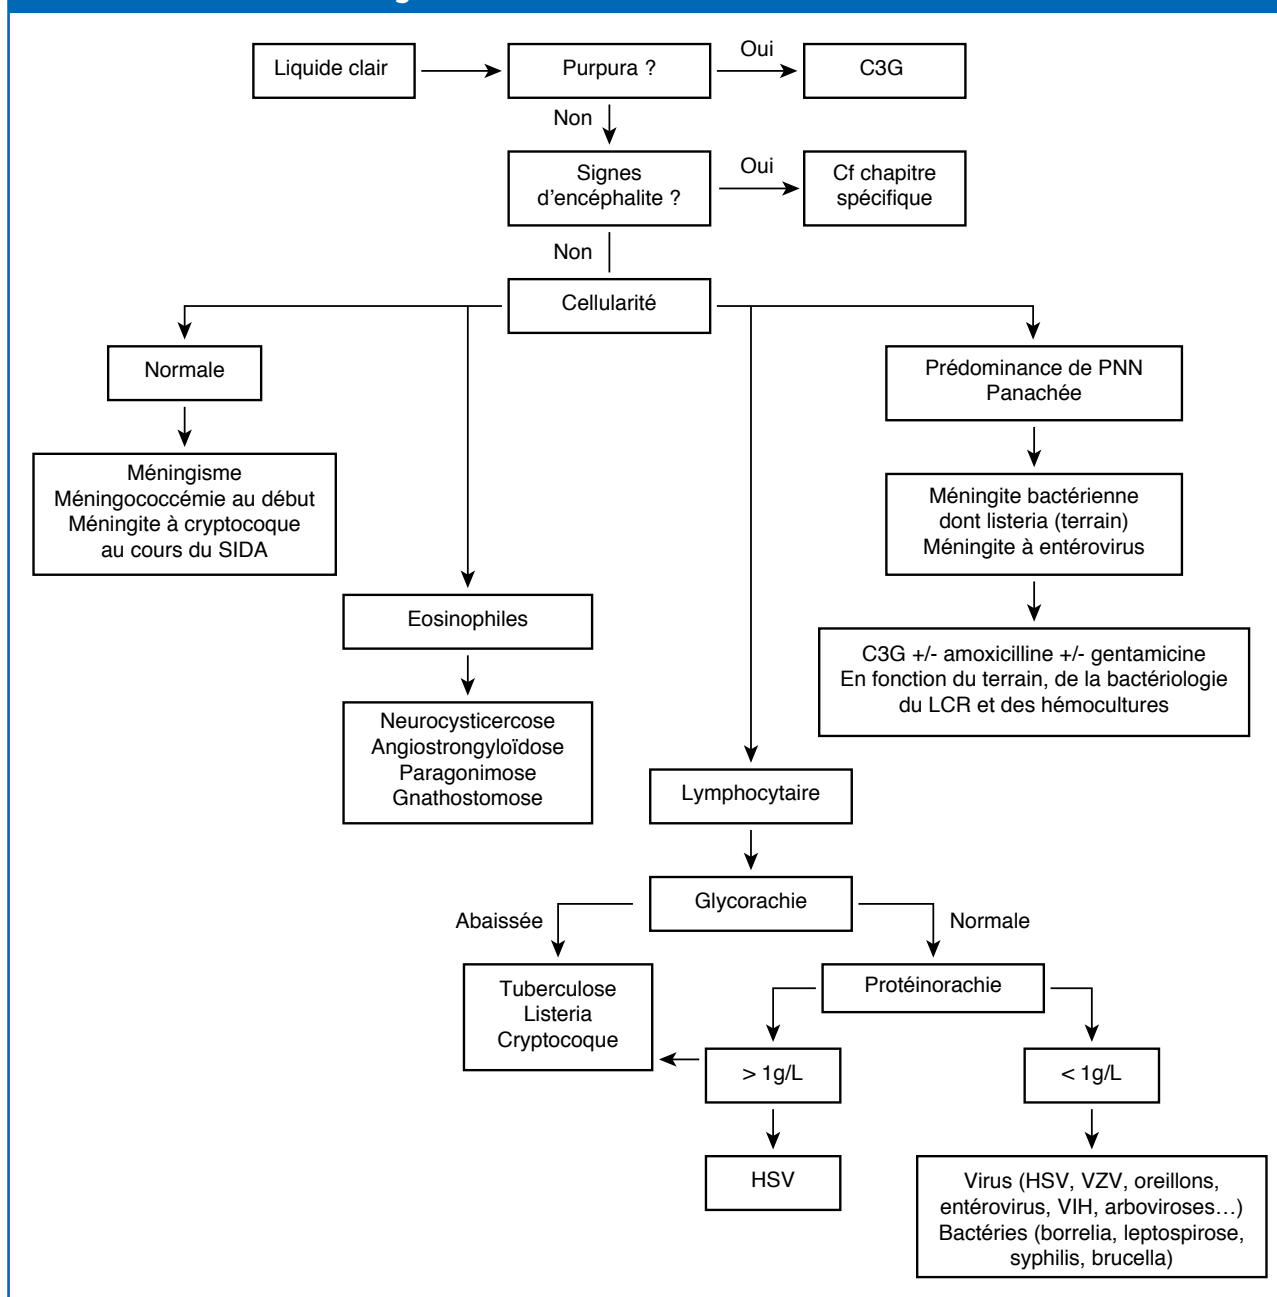 Liquide clair
Purpura ?
Oui
C3G
Non
Signes
d'encéphalite ?
Oui
Cf chapitre
spécifique
Non
Cellularité
Normale
Prédominance de PNN
Panachée
Méningisme
Méningococcémie au début
Méningite à cryptocoque
au cours du SIDA
Méningite bactérienne
dont listeria (terrain)
Méningite à entérovirus
Eosinophiles
C3G +/- amoxicilline +/- gentamicine
En fonction du terrain, de la bactériologie
du LCR et des hémocultures
Neurocysticercose
Angiostrongyloïdose
Paragonimose
Gnathostomose
Lymphocytaire
Glycorachie
Abaissée
Normale
Tuberculose
Listeria
Cryptocoque
Protéinorachie
> 1g/L
< 1g/L
HSV
Virus (HSV, VZV, oreillons,
entérovirus, VIH, arboviroses…)
Bactéries (borrelia, leptospirose,
syphilis, brucella)